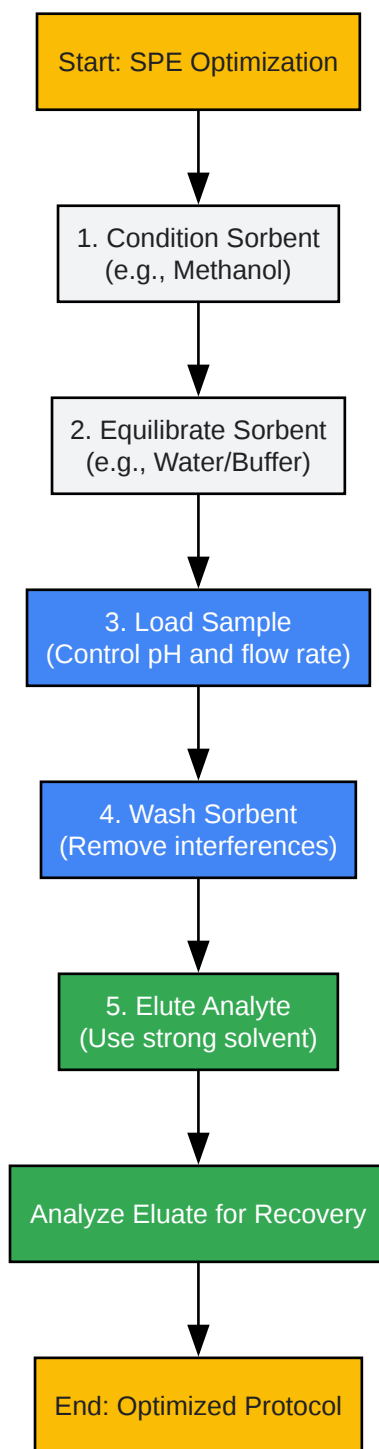 Start: SPE Optimization
1. Condition Sorbent
(e.g., Methanol)
2. Equilibrate Sorbent
(e.g., Water/Buffer)
3. Load Sample
(Control pH and flow rate)
4. Wash Sorbent
(Remove interferences)
5. Elute Analyte
(Use strong solvent)
Analyze Eluate for Recovery
End: Optimized Protocol